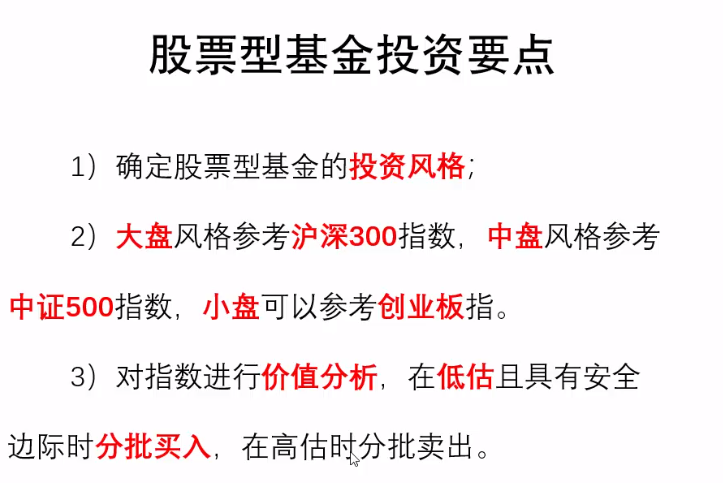 股票型基金投资要点
1）确定股票型基金的投资风格；
2）大盘风格参考沪深300指数，中盘风格参考
中证500指数，小盘可以参考创业板指。
3）对指数进行价值分析，在低估且具有安全
边际时分批买入，在高估时分批卖出。